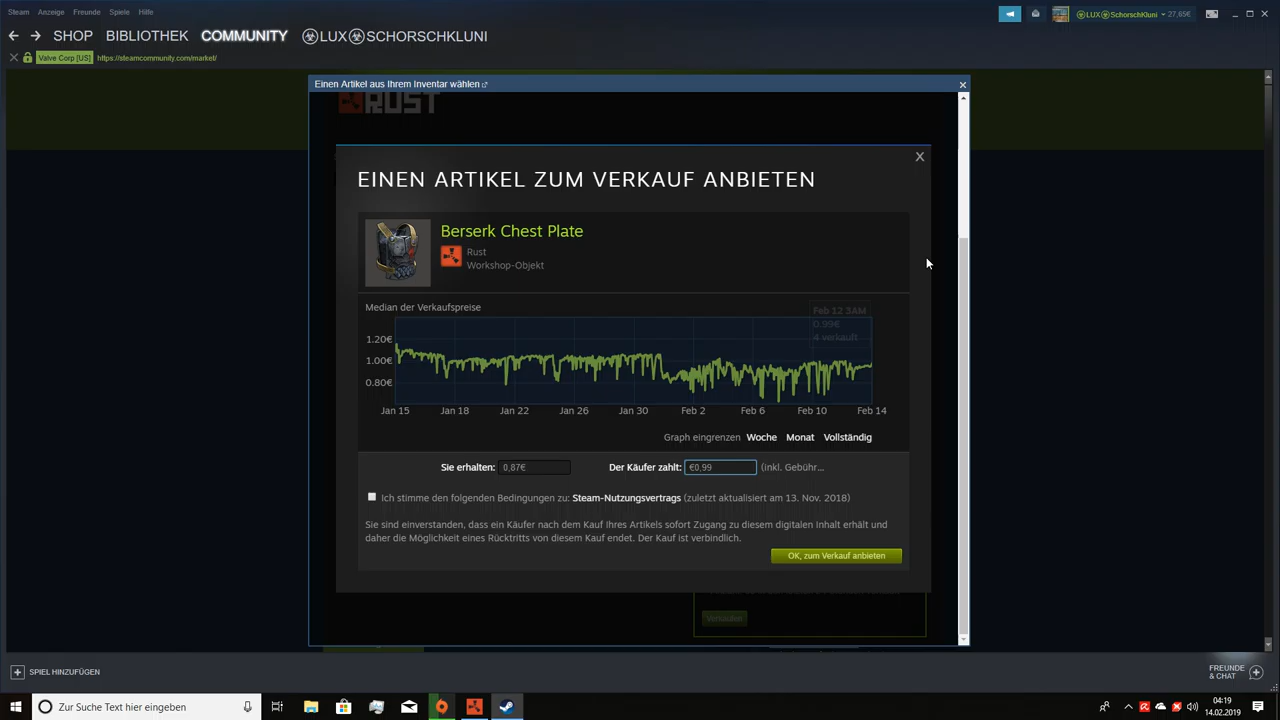 Steam Anzeige Freunde Spiele Hilfe
LUX SchorschKluni 27,65€
SHOP BIBLIOTHEK COMMUNITY LUX SCHORSCHKLUNI
Valve Corp [US] https://steamcommunity.com/market/
Einen Artikel aus Ihrem Inventar wählen
RUST
X
EINEN ARTIKEL ZUM VERKAUF ANBIETEN
Berserk Chest Plate
Rust
Workshop-Objekt
Median der Verkaufspreise
Feb 12 3AM
0.99€
4 verkauft
1.20€
1.00€
0.80€
Jan 15 Jan 18 Jan 22 Jan 26 Jan 30 Feb 2 Feb 6 Feb 10 Feb 14
Graph eingrenzen Woche Monat Vollständig
Sie erhalten: 0,87€ Der Käufer zahlt: €0,99 (inkl. Gebühr...
Ich stimme den folgenden Bedingungen zu: Steam-Nutzungsvertrags (zuletzt aktualisiert am 13. Nov. 2018)
Sie sind einverstanden, dass ein Käufer nach dem Kauf Ihres Artikels sofort Zugang zu diesem digitalen Inhalt erhält und
daher die Möglichkeit eines Rücktritts von diesem Kauf endet. Der Kauf ist verbindlich.
OK, zum Verkauf anbieten
Verkaufen
SPIEL HINZUFÜGEN
FREUNDE
& CHAT
Zur Suche Text hier eingeben
04:19
14.02.2019